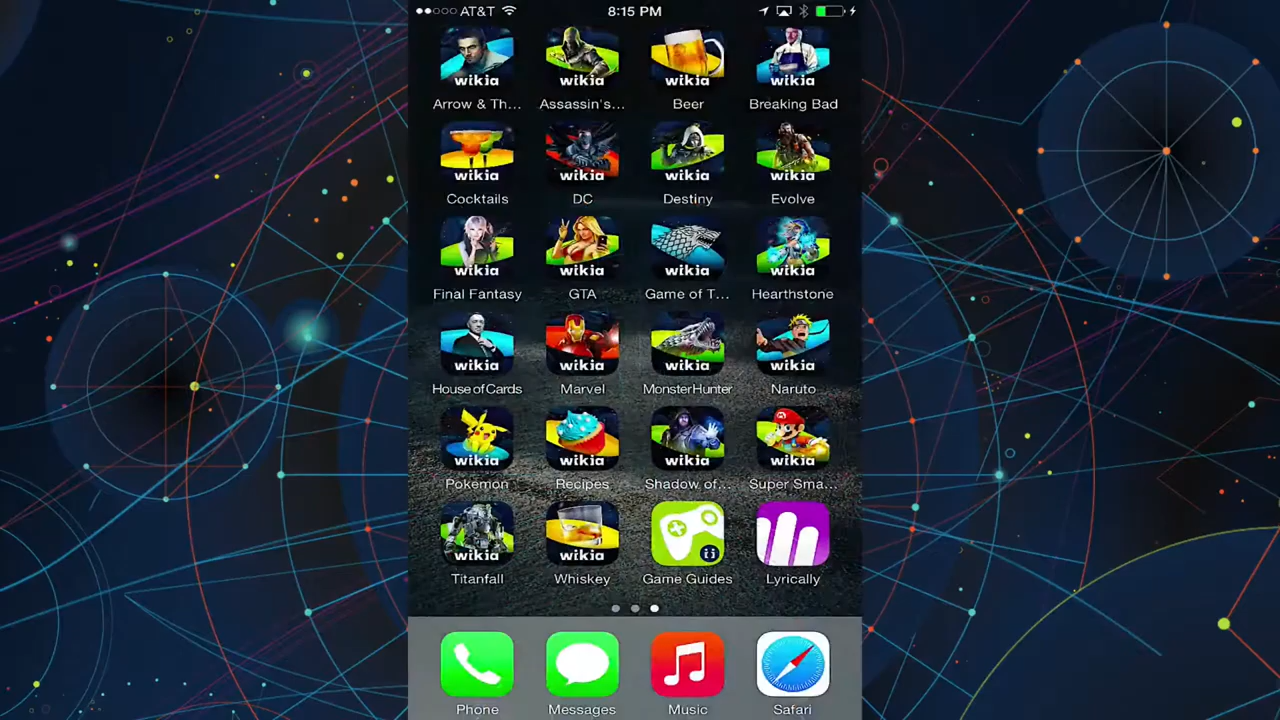 AT&T 8:15 PM
wikia wikia wikia wikia
Arrow & Th... Assassin's... Beer Breaking Bad
wikia wikia wikia wikia
Cocktails DC Destiny Evolve
wikia wikia wikia wikia
Final Fantasy GTA Game of T... Hearthstone
wikia wikia wikia wikia
House of Cards Marvel MonsterHunter Naruto
wikia wikia wikia wikia
Pokemon Recipes Shadow of... Super Sma...
wikia wikia
Titanfall Whiskey Game Guides Lyrically
Phone Messages Music Safari